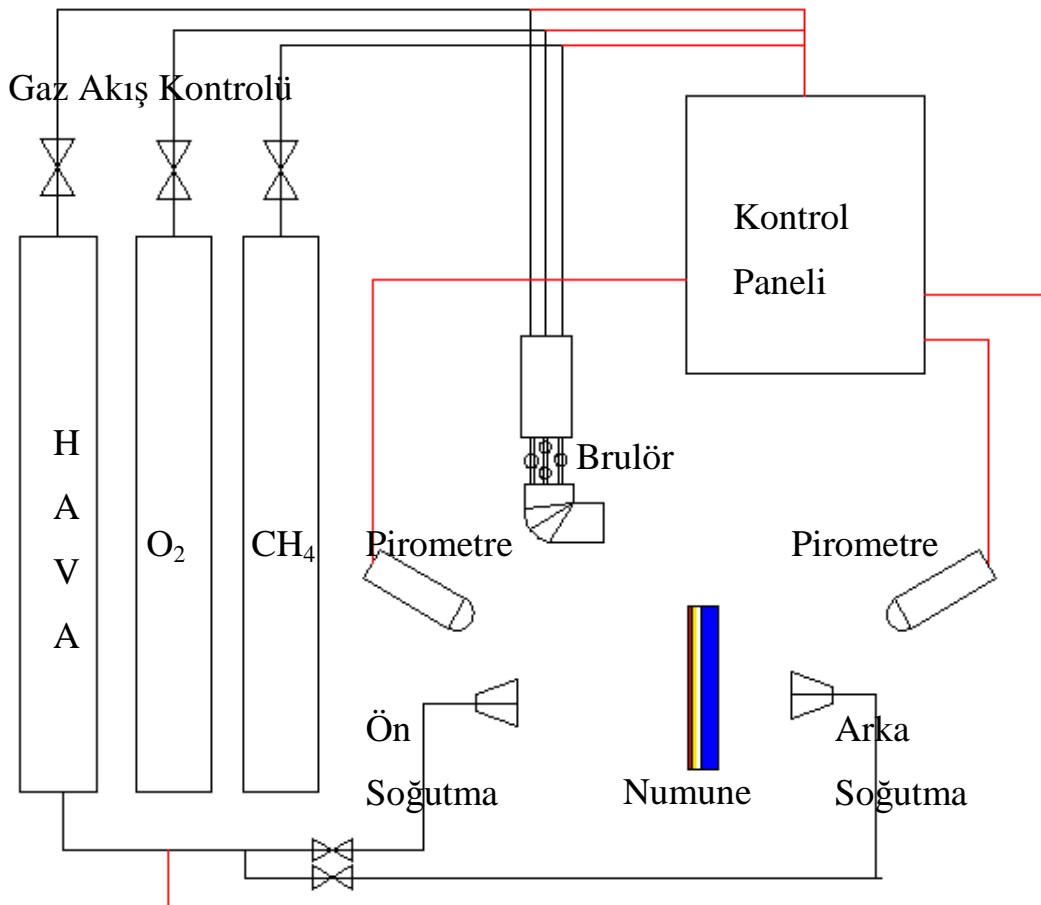 Gaz Akış Kontrolü
Kontrol
Paneli
H
A
V
A
O₂
CH₄
Brulör
Pirometre
Pirometre
Ön
Soğutma
Numune
Arka
Soğutma